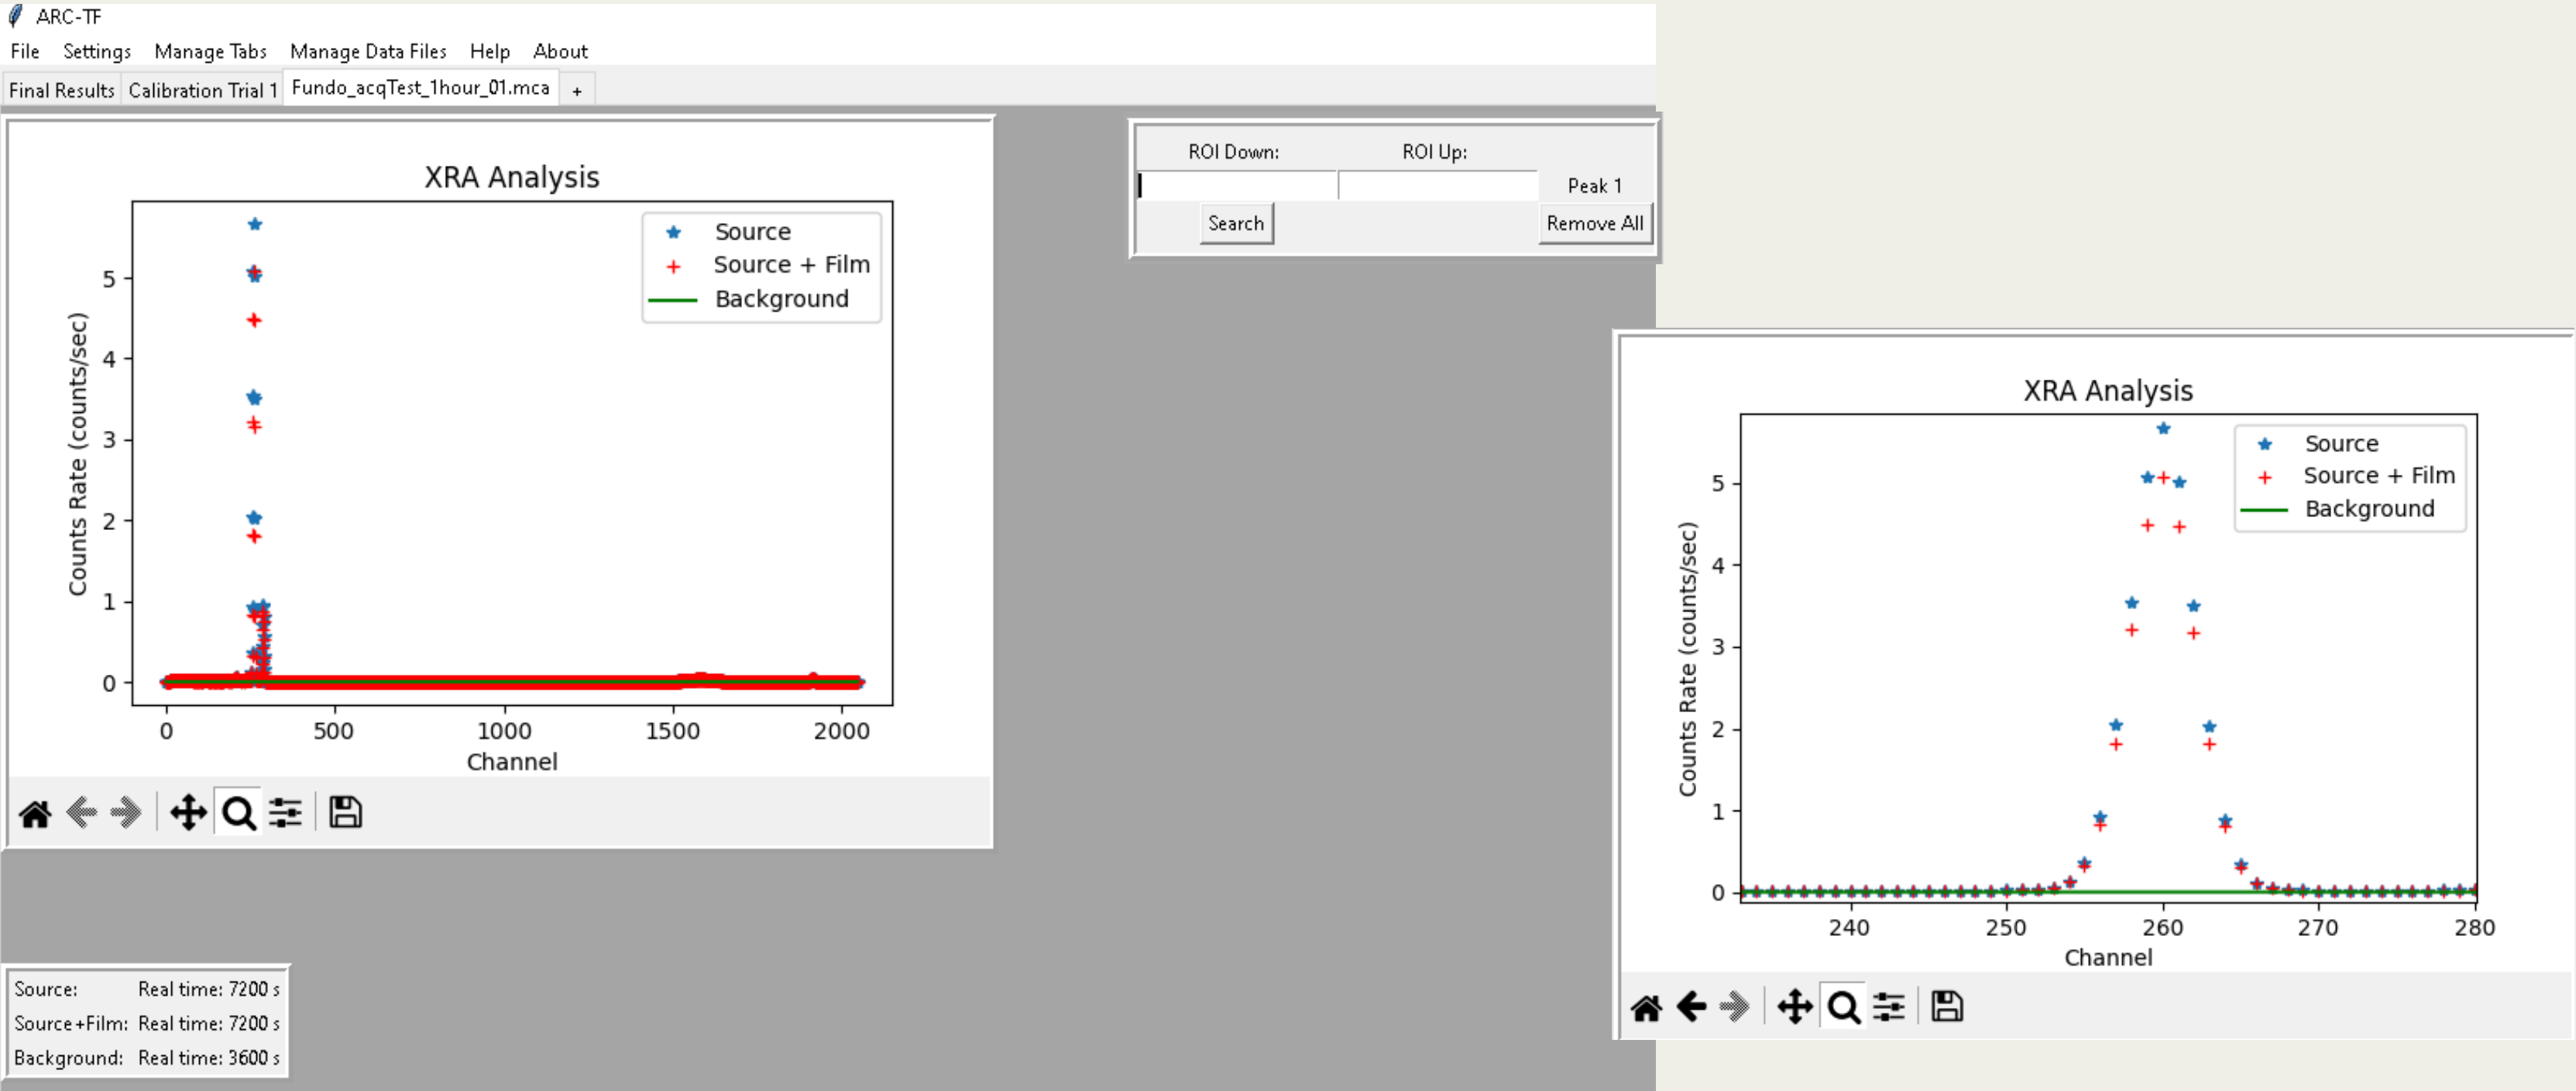 ARC-TF
File Settings Manage Tabs Manage Data Files Help About
Final Results Calibration Trial 1 Fundo_acqTest_1hour_01.mca +
XRA Analysis
Source
Source + Film
Background
Counts Rate (counts/sec)
5
4
3
2
1
0
0 500 1000 1500 2000
Channel
ROI Down: ROI Up:
Peak 1
Search Remove All
XRA Analysis
Source
Source + Film
Background
Counts Rate (counts/sec)
5
4
3
2
1
0
240 250 260 270 280
Channel
Source: Real time: 7200 s
Source+Film: Real time: 7200 s
Background: Real time: 3600 s